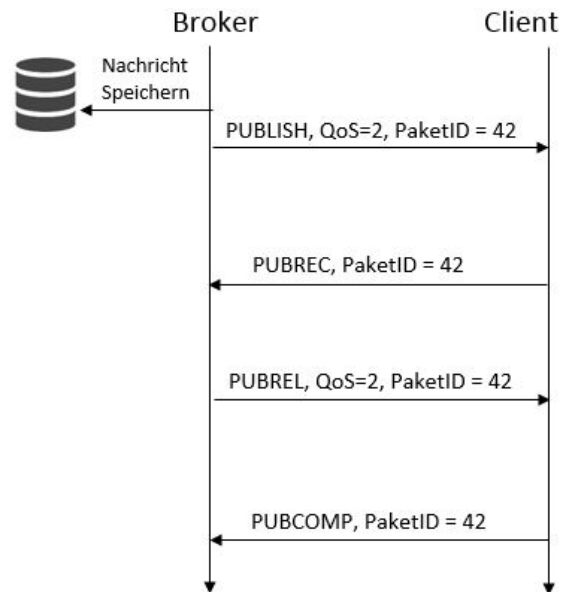 Broker
Client
Nachricht
Speichern
PUBLISH, QoS=2, PaketID = 42
PUBREC, PaketID = 42
PUBREL, QoS=2, PaketID = 42
PUBCOMP, PaketID = 42